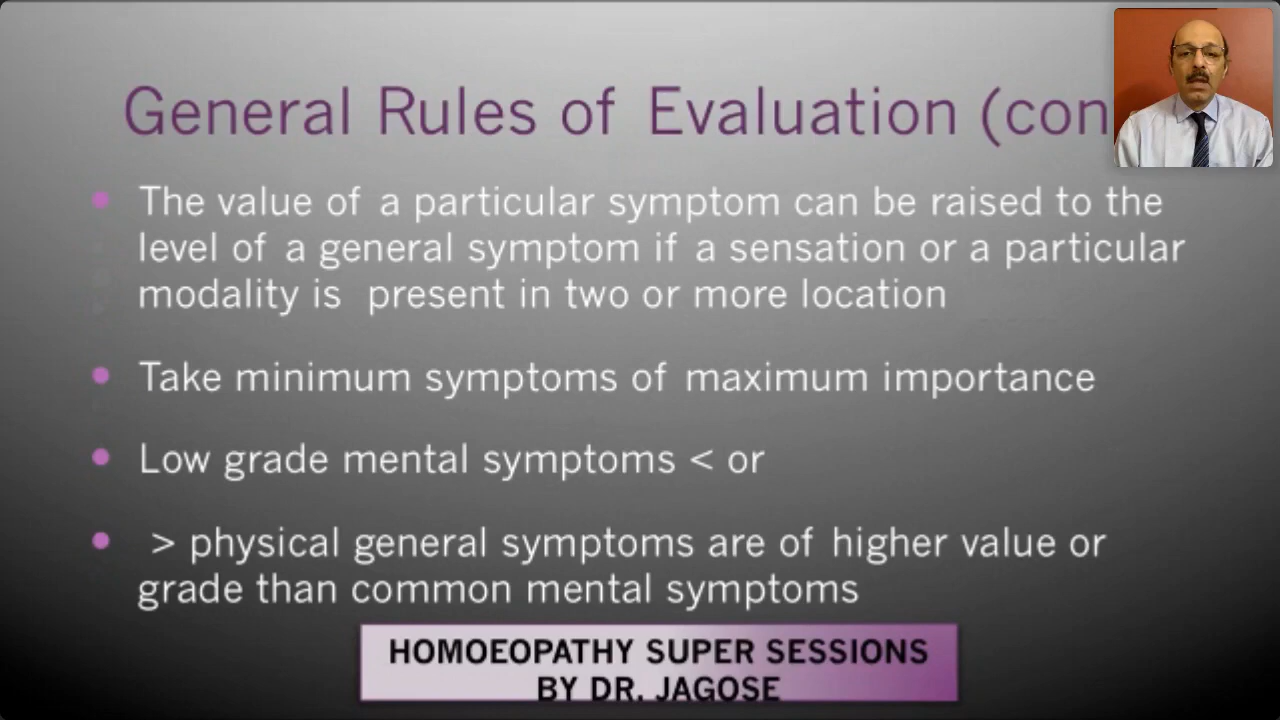 General Rules of Evaluation (con
• The value of a particular symptom can be raised to the
level of a general symptom if a sensation or a particular
modality is present in two or more location
• Take minimum symptoms of maximum importance
• Low grade mental symptoms < or
• > physical general symptoms are of higher value or
grade than common mental symptoms
HOMOEOPATHY SUPER SESSIONS
BY DR. JAGOSE